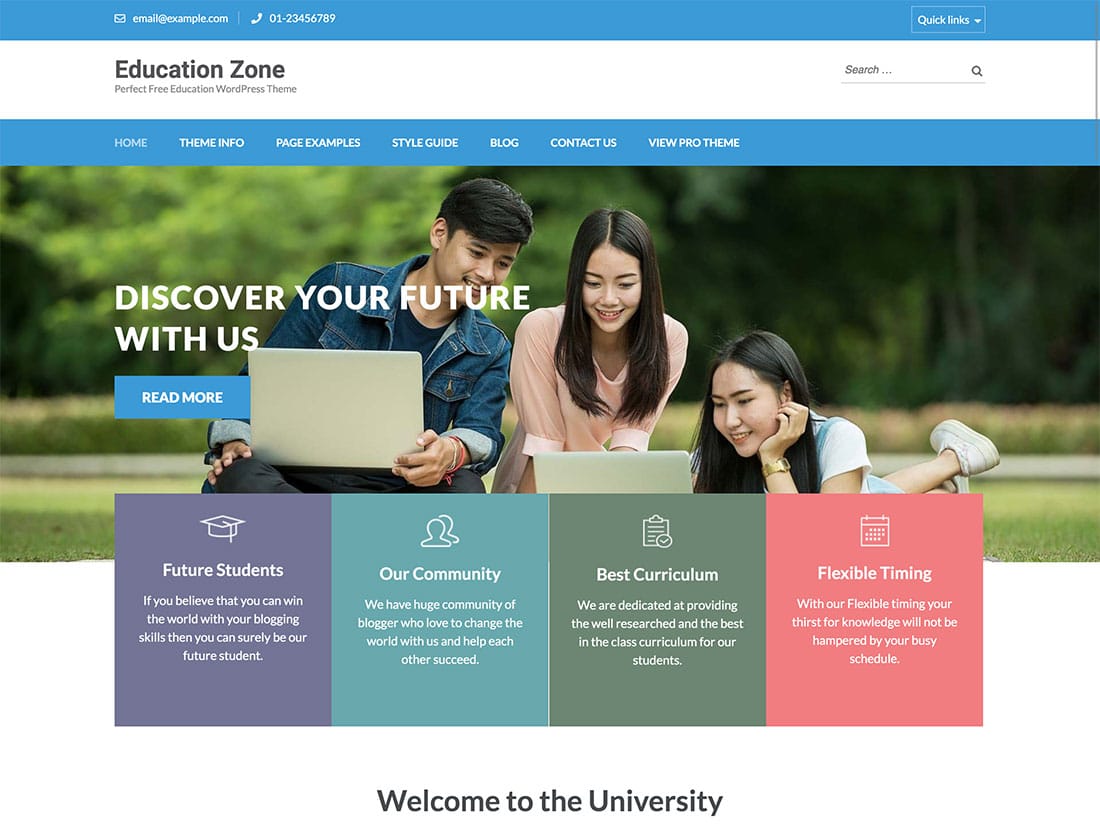 email@example.com 01-23456789 Quick links
Education Zone
Perfect Free Education WordPress Theme
Search …
HOME THEME INFO PAGE EXAMPLES STYLE GUIDE BLOG CONTACT US VIEW PRO THEME
DISCOVER YOUR FUTURE
WITH US
READ MORE
Future Students
If you believe that you can win
the world with your blogging
skills then you can surely be our
future student.
Our Community
We have huge community of
blogger who love to change the
world with us and help each
other succeed.
Best Curriculum
We are dedicated at providing
the well researched and the best
in the class curriculum for our
students.
Flexible Timing
With our Flexible timing your
thirst for knowledge will not be
hampered by your busy
schedule.
Welcome to the University